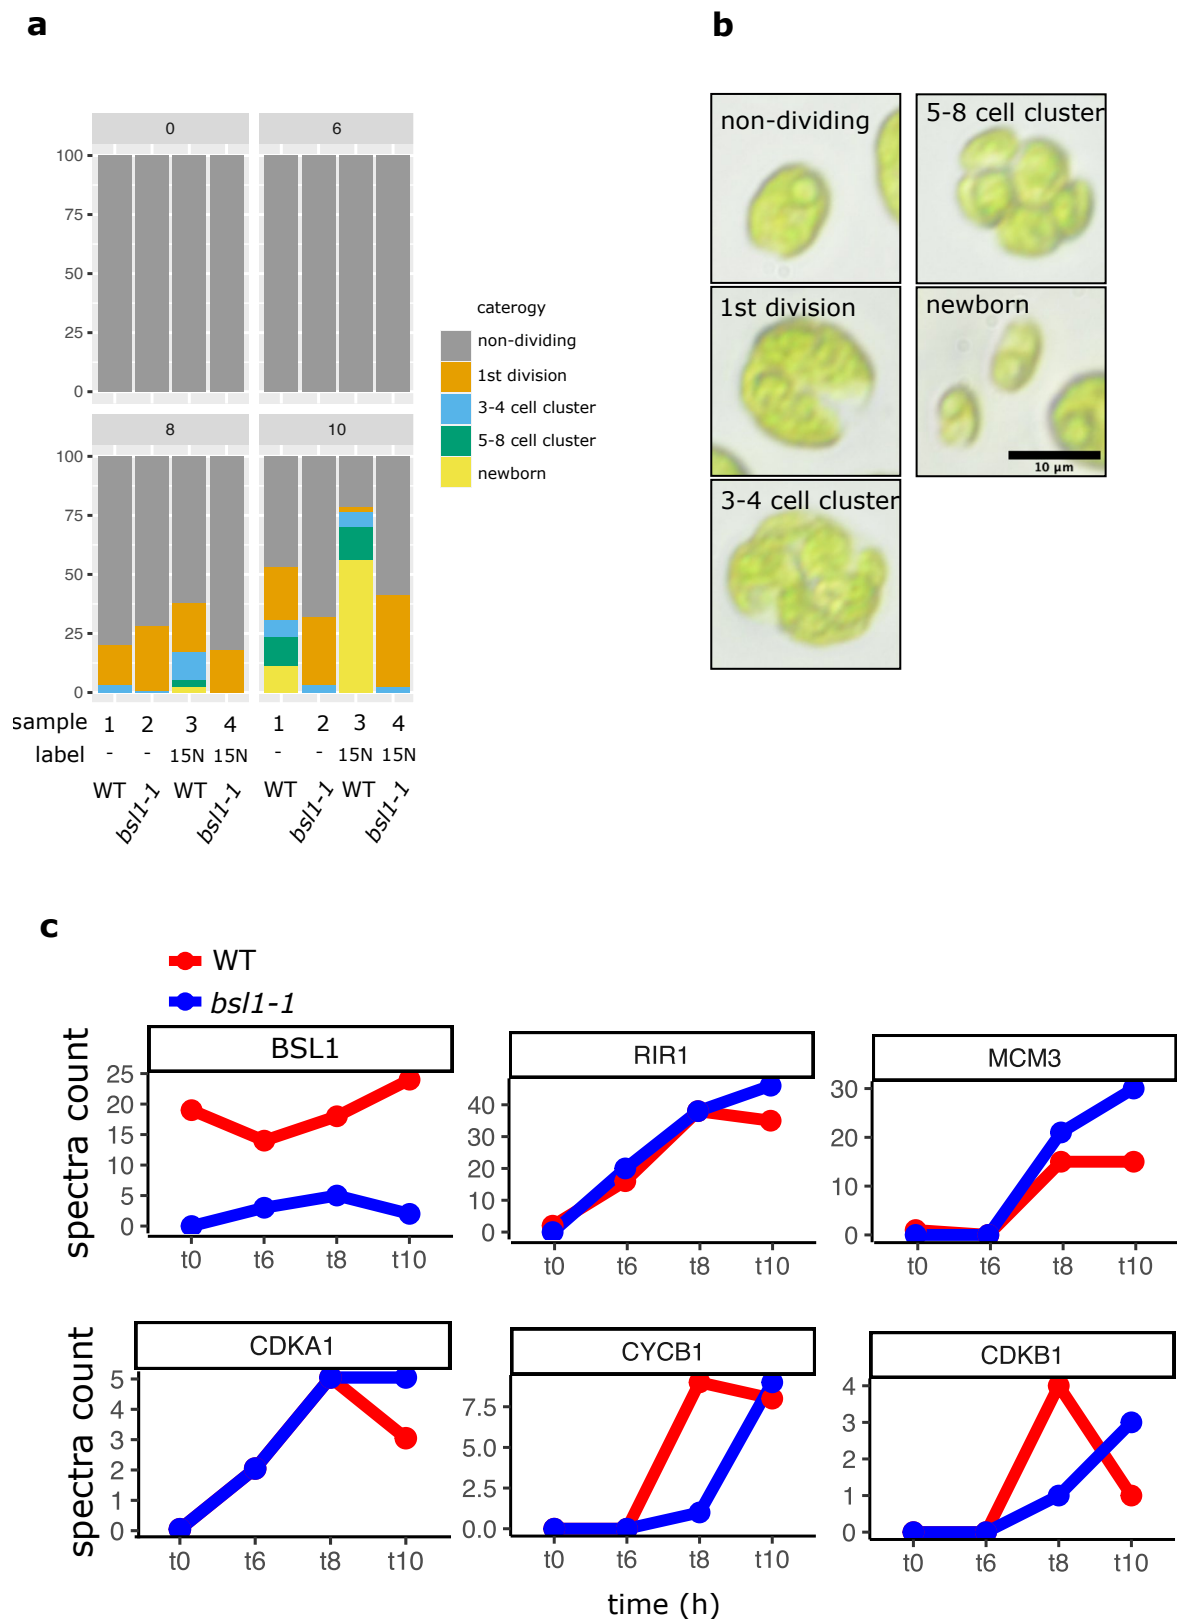 a
0
6
100
75
50
25
0
8
10
100
75
50
25
0
sample 1 2 3 4 1 2 3 4
label - - 15N 15N - - 15N 15N
WT bsl1-1 WT bsl1-1 WT bsl1-1 WT bsl1-1
caterogy
non-dividing
1st division
3-4 cell cluster
5-8 cell cluster
newborn
b
non-dividing
5-8 cell cluster
1st division
newborn
10 µm
3-4 cell cluster
c
WT
bsl1-1
spectra count
BSL1
25
20
15
10
5
0
t0 t6 t8 t10
RIR1
40
30
20
10
0
t0 t6 t8 t10
MCM3
30
20
10
0
t0 t6 t8 t10
spectra count
CDKA1
5
4
3
2
1
0
t0 t6 t8 t10
CYCB1
7.5
5.0
2.5
0.0
t0 t6 t8 t10
CDKB1
4
3
2
1
0
t0 t6 t8 t10
time (h)